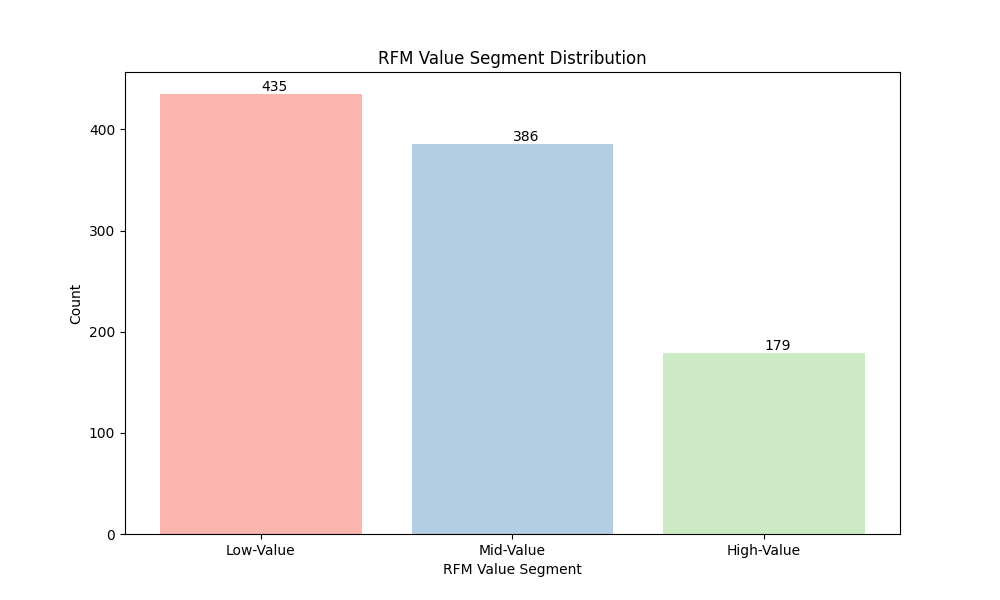 RFM Value Segment Distribution
435
386
179
400
300
200
100
0
Count
Low-Value
Mid-Value
High-Value
RFM Value Segment